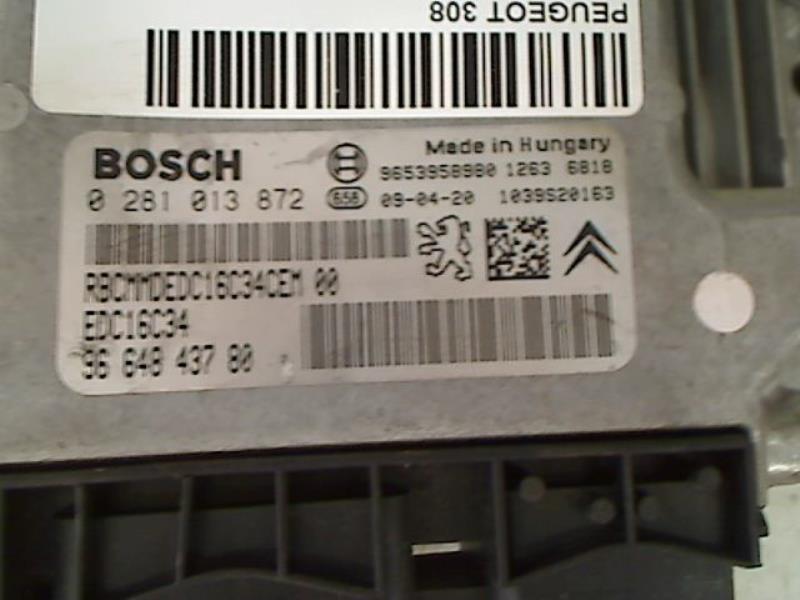 PEUGEOT 308
BOSCH
Made in Hungary
9653958980 1263 6818
0 281 013 872
656 09-04-20 1039S20163
RBCMMDEDC16C34CEM 00
EDC16C34
96 648 437 80